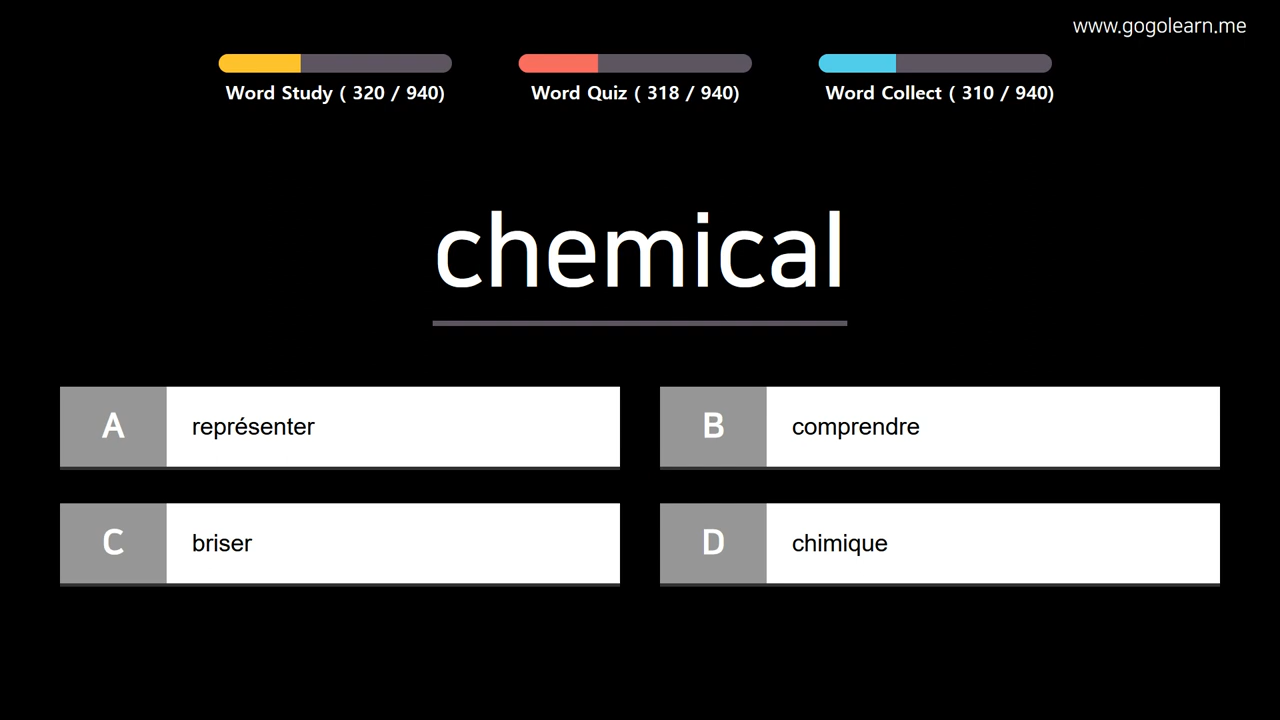 www.gogolearn.me
Word Study ( 320 / 940)
Word Quiz ( 318 / 940)
Word Collect ( 310 / 940)
chemical
A
représenter
B
comprendre
C
briser
D
chimique